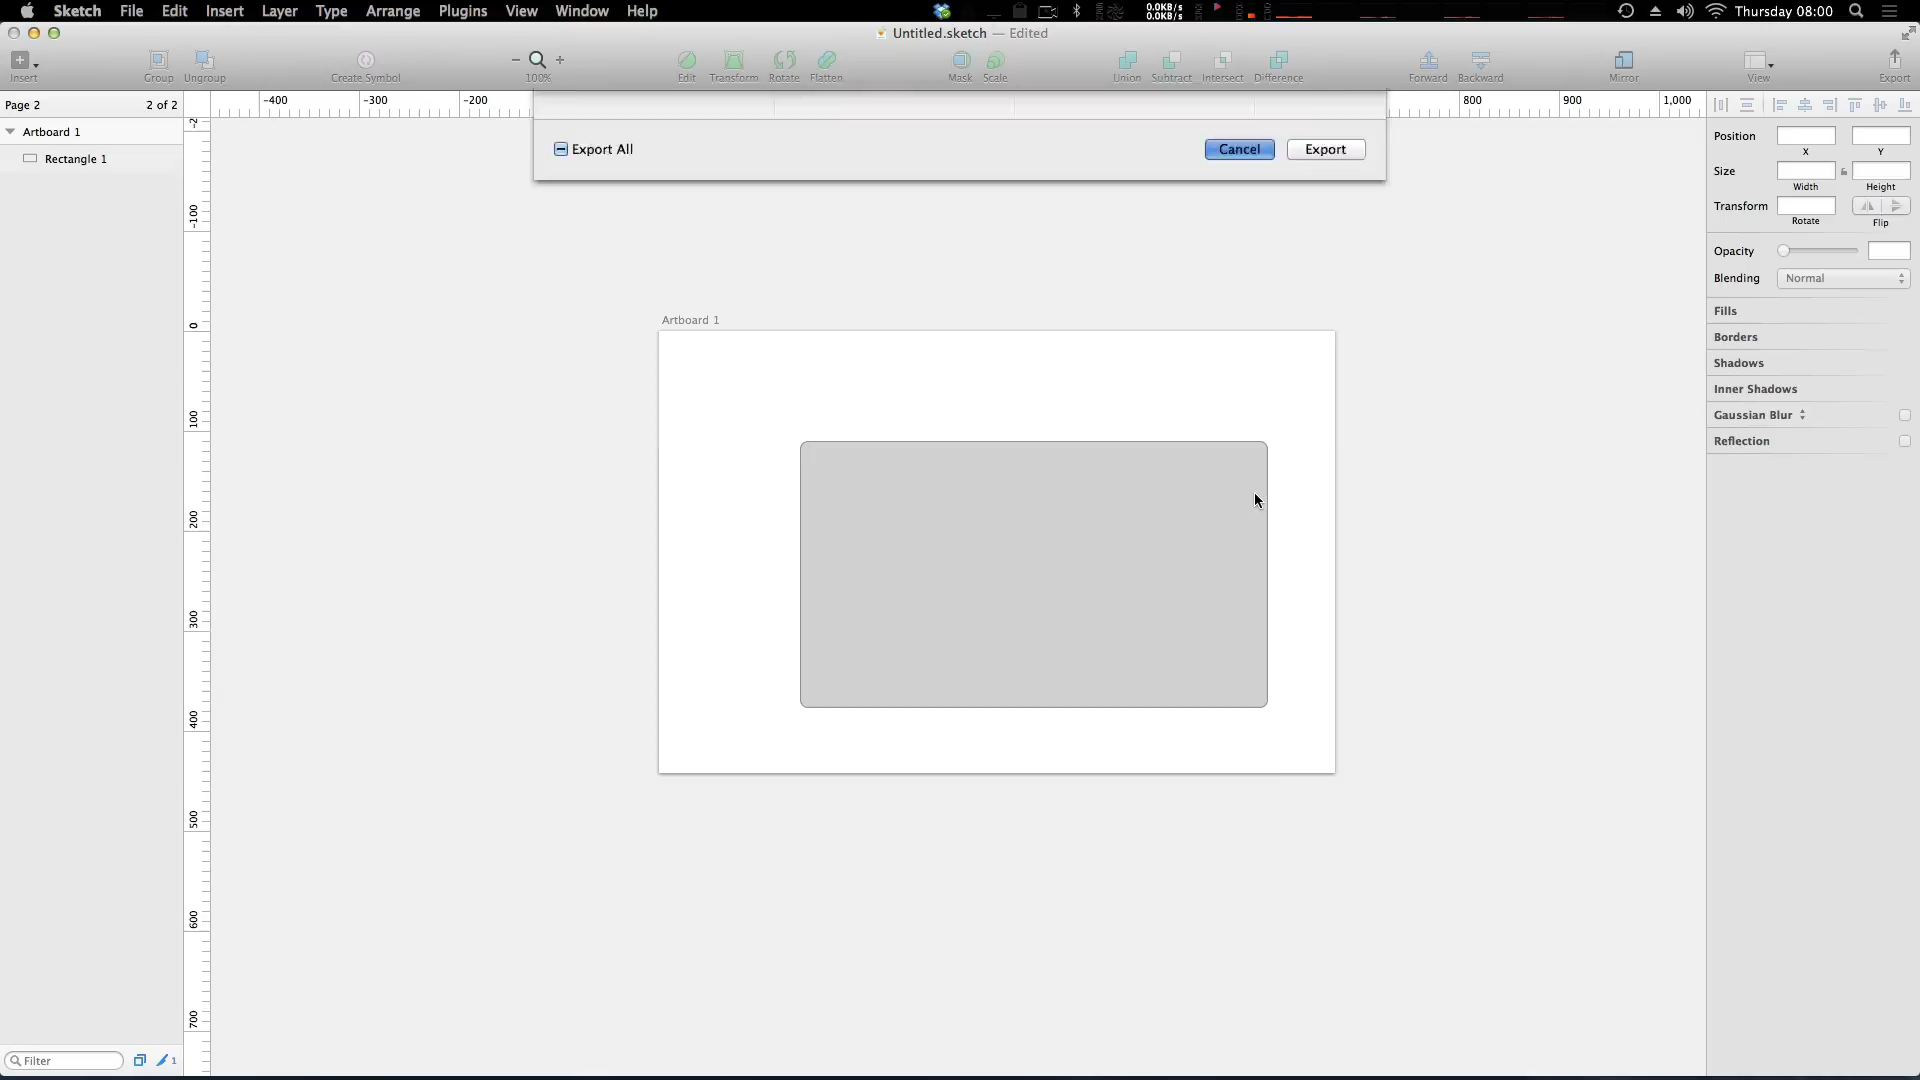 Sketch File Edit Insert Layer Type Arrange Plugins View Window Help 0.0KB/s 0.0KB/s Thursday 08:00
Untitled.sketch — Edited
Insert Group Ungroup Create Symbol 100% Edit Transform Rotate Flatten Mask Scale Union Subtract Intersect Difference Forward Backward Mirror View Export
Page 2 2 of 2 -400 -300 -200 800 900 1,000
Artboard 1
Rectangle 1
Export All Cancel Export
Position
X Y
Size
Width Height
Transform
Rotate Flip
Opacity
Blending Normal
Fills
Borders
Shadows
Inner Shadows
Gaussian Blur
Reflection
Artboard 1
-100
0
100
200
300
400
500
600
700
Filter 1